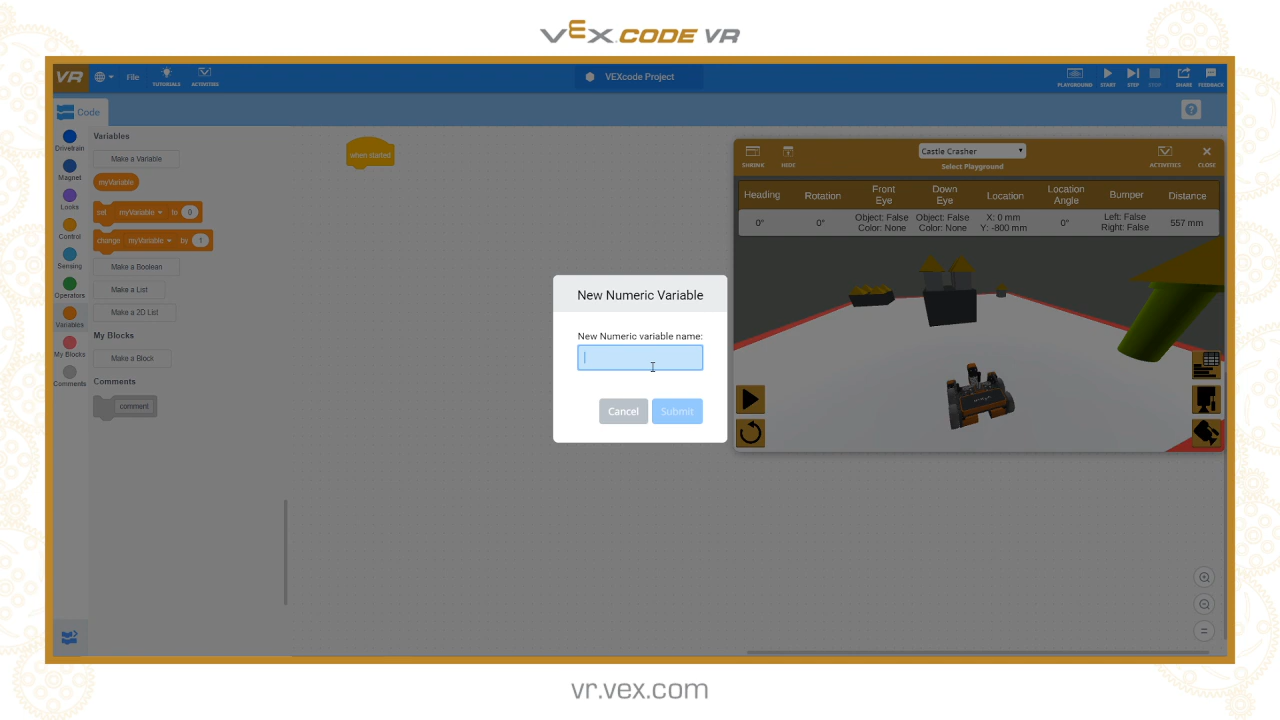 VEX CODE VR
VR
File
TUTORIALS
ACTIVITIES
VEXcode Project
PLAYGROUND
START
STEP
STOP
SHARE
FEEDBACK
Code
?
Drivetrain
Magnet
Looks
Control
Sensing
Operators
Variables
My Blocks
Comments
Variables
Make a Variable
myVariable
set myVariable to 0
change myVariable by 1
Make a Boolean
Make a List
Make a 2D List
My Blocks
Make a Block
Comments
comment
when started
New Numeric Variable
New Numeric variable name:
Cancel
Submit
SHRINK
HIDE
Castle Crasher
Select Playground
ACTIVITIES
CLOSE
Heading Rotation Front Eye Down Eye Location Location Angle Bumper Distance
0° 0° Object: False Object: False X: 0 mm 0° Left: False 557 mm
Color: None Color: None Y: -800 mm Right: False
vr.vex.com